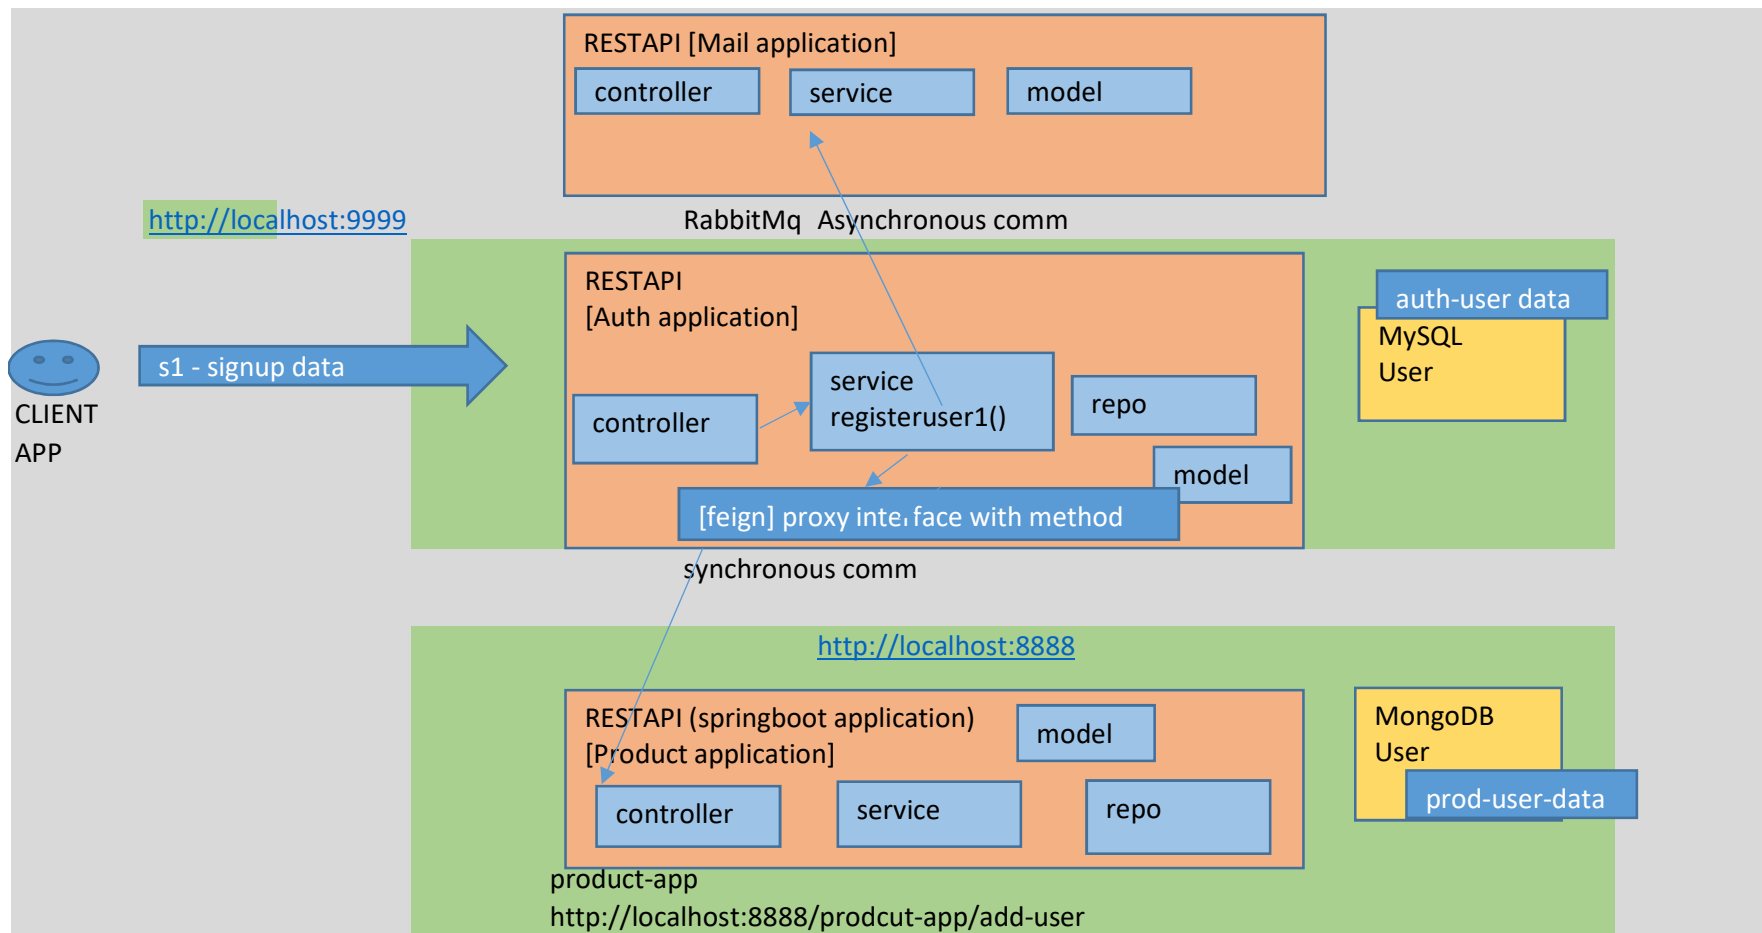 RESTAPI [Mail application]
controller
service
model
http://localhost:9999
RabbitMq Asynchronous comm
RESTAPI
[Auth application]
auth-user data
MySQL
User
s1 - signup data
CLIENT
APP
controller
service
registeruser1()
repo
model
[feign] proxy interface with method
synchronous comm
http://localhost:8888
RESTAPI (springboot application)
[Product application]
model
MongoDB
User
prod-user-data
controller
service
repo
product-app
http://localhost:8888/prodcut-app/add-user